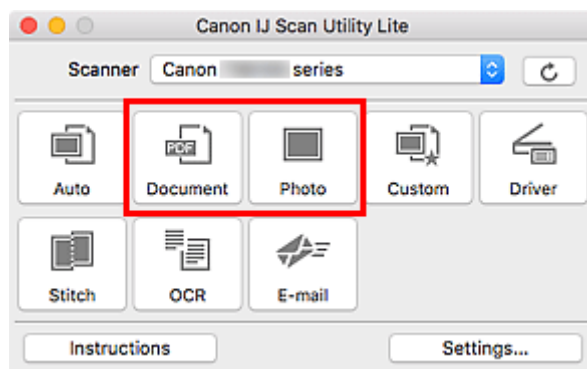 Canon IJ Scan Utility Lite
Scanner Canon series
PDF
Auto Document Photo Custom Driver
Stitch OCR E-mail
Instructions Settings...